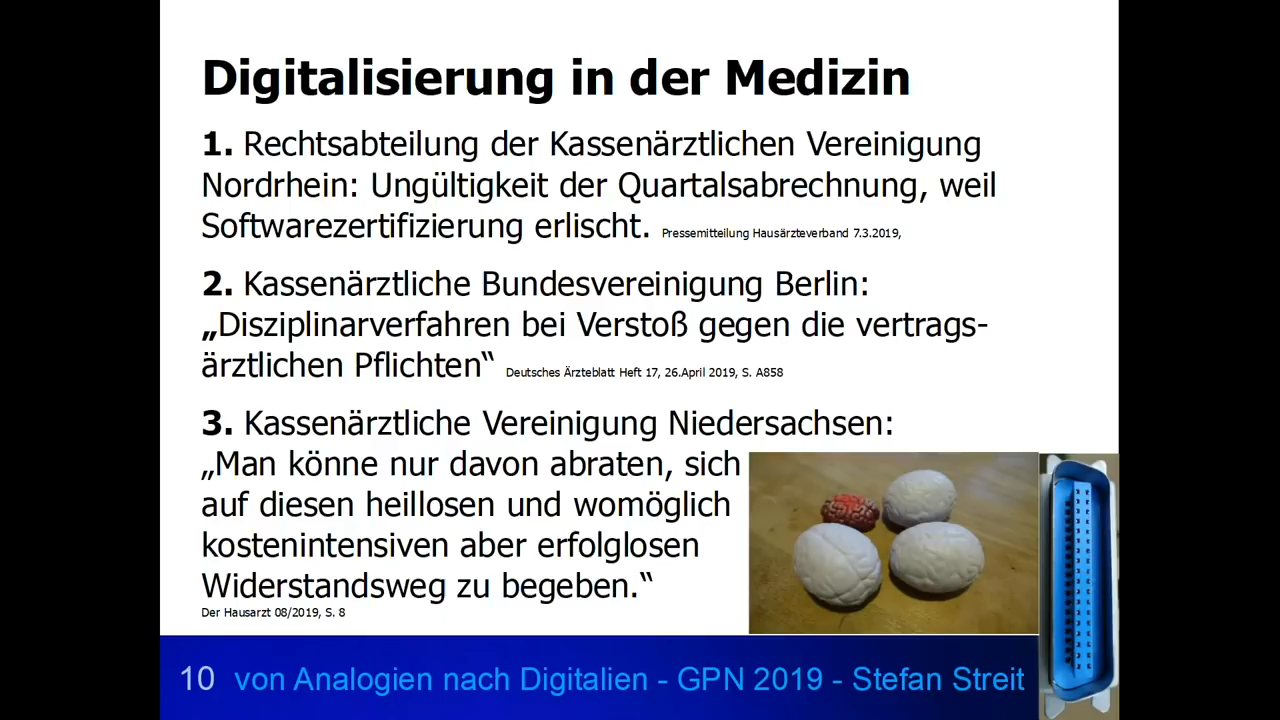 Digitalisierung in der Medizin
1. Rechtsabteilung der Kassenärztlichen Vereinigung
Nordrhein: Ungültigkeit der Quartalsabrechnung, weil
Softwarezertifizierung erlischt. Pressemitteilung Hausärzteverband 7.3.2019,
2. Kassenärztliche Bundesvereinigung Berlin:
„Disziplinarverfahren bei Verstoß gegen die vertrags-
ärztlichen Pflichten“ Deutsches Ärzteblatt Heft 17, 26.April 2019, S. A858
3. Kassenärztliche Vereinigung Niedersachsen:
„Man könne nur davon abraten, sich
auf diesen heillosen und womöglich
kostenintensiven aber erfolglosen
Widerstandsweg zu begeben.“
Der Hausarzt 08/2019, S. 8
10 von Analogien nach Digitalien - GPN 2019 - Stefan Streit